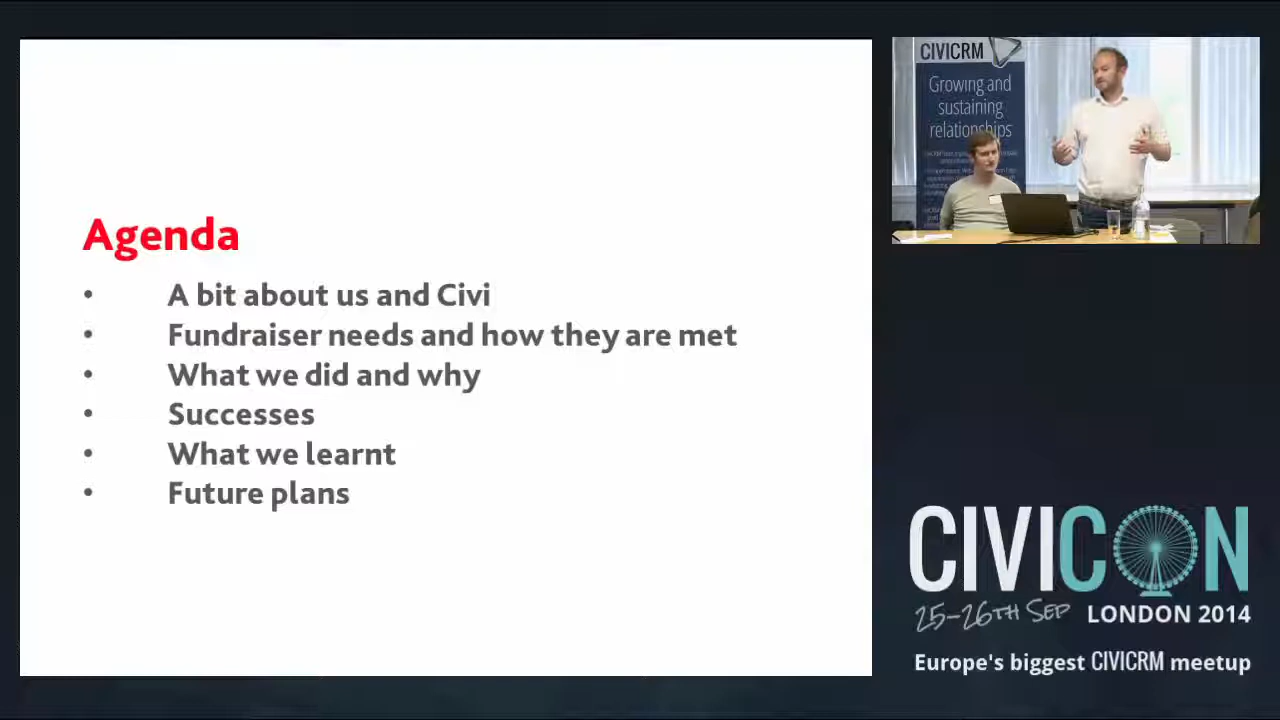 Agenda
• A bit about us and Civi
• Fundraiser needs and how they are met
• What we did and why
• Successes
• What we learnt
• Future plans
CIVICRM
Growing and
sustaining
relationships
CIVICON
25-26TH SEP LONDON 2014
Europe's biggest CIVICRM meetup